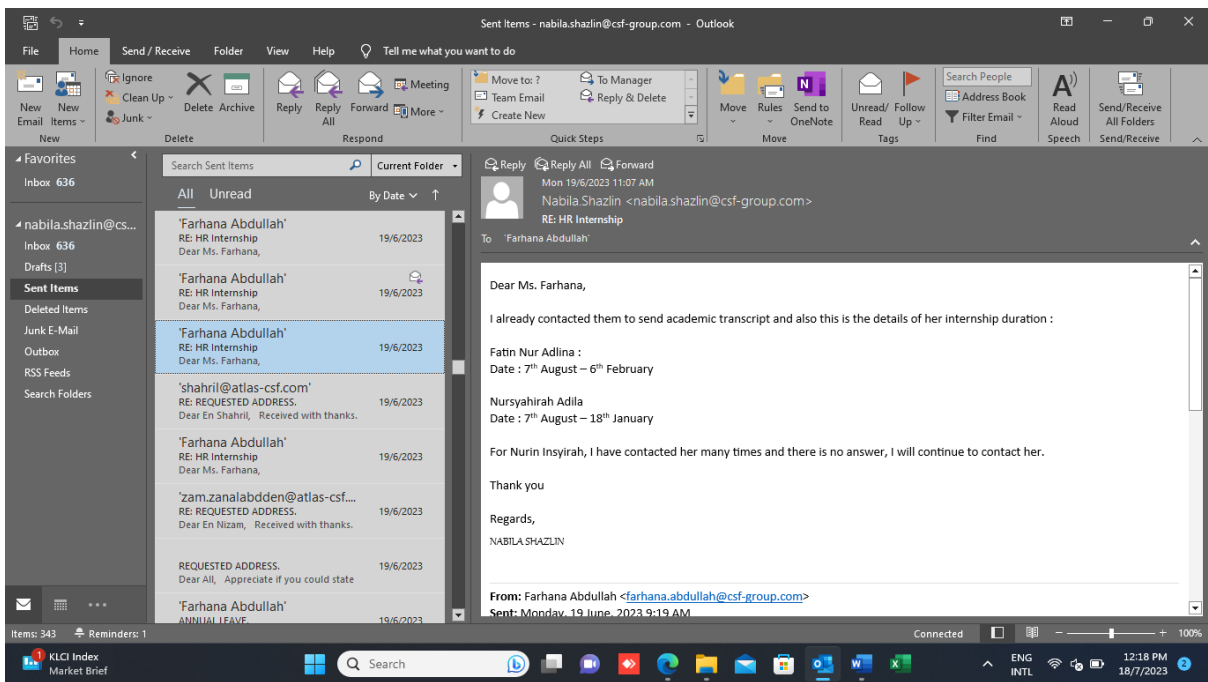 Sent Items - nabila.shazlin@csf-group.com - Outlook
File Home Send / Receive Folder View Help Tell me what you want to do
New Email
New Items
New
Ignore
Clean Up
Junk
Delete Archive
Delete
Reply Reply All Forward
Meeting
More
Respond
Move to: ? To Manager
Team Email Reply & Delete
Create New
Quick Steps
Move Rules Send to OneNote
Move
Unread/ Read Follow Up
Tags
Search People
Address Book
Filter Email
Find
Read Aloud
Speech
Send/Receive All Folders
Send/Receive
Favorites
Inbox 636
nabila.shazlin@cs...
Inbox 636
Drafts [3]
Sent Items
Deleted Items
Junk E-Mail
Outbox
RSS Feeds
Search Folders
Search Sent Items Current Folder
All Unread By Date
'Farhana Abdullah'
RE: HR Internship 19/6/2023
Dear Ms. Farhana,
'Farhana Abdullah'
RE: HR Internship 19/6/2023
Dear Ms. Farhana,
'Farhana Abdullah'
RE: HR Internship 19/6/2023
Dear Ms. Farhana,
'shahril@atlas-csf.com'
RE: REQUESTED ADDRESS. 19/6/2023
Dear En Shahril, Received with thanks.
'Farhana Abdullah'
RE: HR Internship 19/6/2023
Dear Ms. Farhana,
'zam.zanalabdden@atlas-csf....
RE: REQUESTED ADDRESS. 19/6/2023
Dear En Nizam, Received with thanks.
REQUESTED ADDRESS. 19/6/2023
Dear All, Appreciate if you could state
'Farhana Abdullah'
ANNUAL LEAVE. 19/6/2023
Reply Reply All Forward
Mon 19/6/2023 11:07 AM
Nabila.Shazlin <nabila.shazlin@csf-group.com>
RE: HR Internship
To 'Farhana Abdullah'
Dear Ms. Farhana,
I already contacted them to send academic transcript and also this is the details of her internship duration :
Fatin Nur Adlina :
Date : 7th August – 6th February
Nursyahirah Adila
Date : 7th August – 18th January
For Nurin Insyirah, I have contacted her many times and there is no answer, I will continue to contact her.
Thank you
Regards,
NABILA SHAZLIN
From: Farhana Abdullah <farhana.abdullah@csf-group.com>
Sent: Monday, 19 June, 2023 9:19 AM
Items: 343 Reminders: 1 Connected 100%
1
KLCI Index
Market Brief
Search
ENG
INTL
12:18 PM
18/7/2023
2